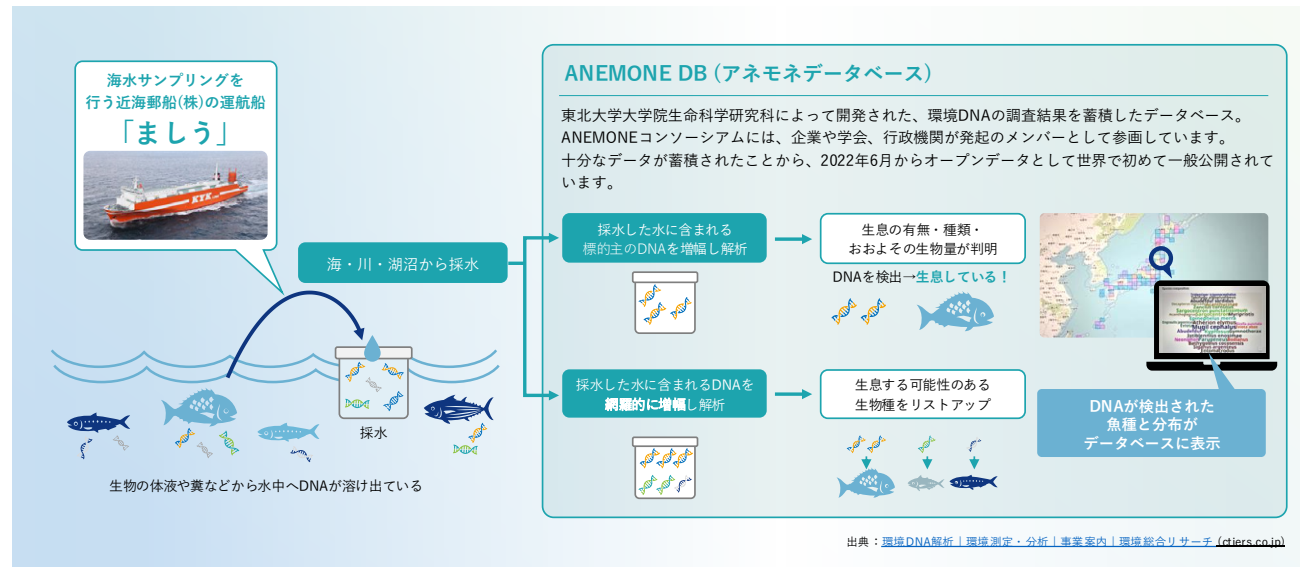 海水サンプリングを
行う近海郵船(株)の運航船
「ましう」
KYK
海・川・湖沼から採水
採水
生物の体液や糞などから水中へDNAが溶け出ている
ANEMONE DB (アネモネデータベース)
東北大学大学院生命科学研究科によって開発された、環境DNAの調査結果を蓄積したデータベース。
ANEMONEコンソーシアムには、企業や学会、行政機関が発起のメンバーとして参画しています。
十分なデータが蓄積されたことから、2022年6月からオープンデータとして世界で初めて一般公開されて
います。
採水した水に含まれる
標的主のDNAを増幅し解析
生息の有無・種類・
おおよその生物量が判明
DNAを検出→生息している！
採水した水に含まれるDNAを
網羅的に増幅し解析
生息する可能性のある
生物種をリストアップ
Mugil cephalus
DNAが検出された
魚種と分布が
データベースに表示
出典：環境DNA解析｜環境測定・分析｜事業案内｜環境総合リサーチ (ctiers.co.jp)